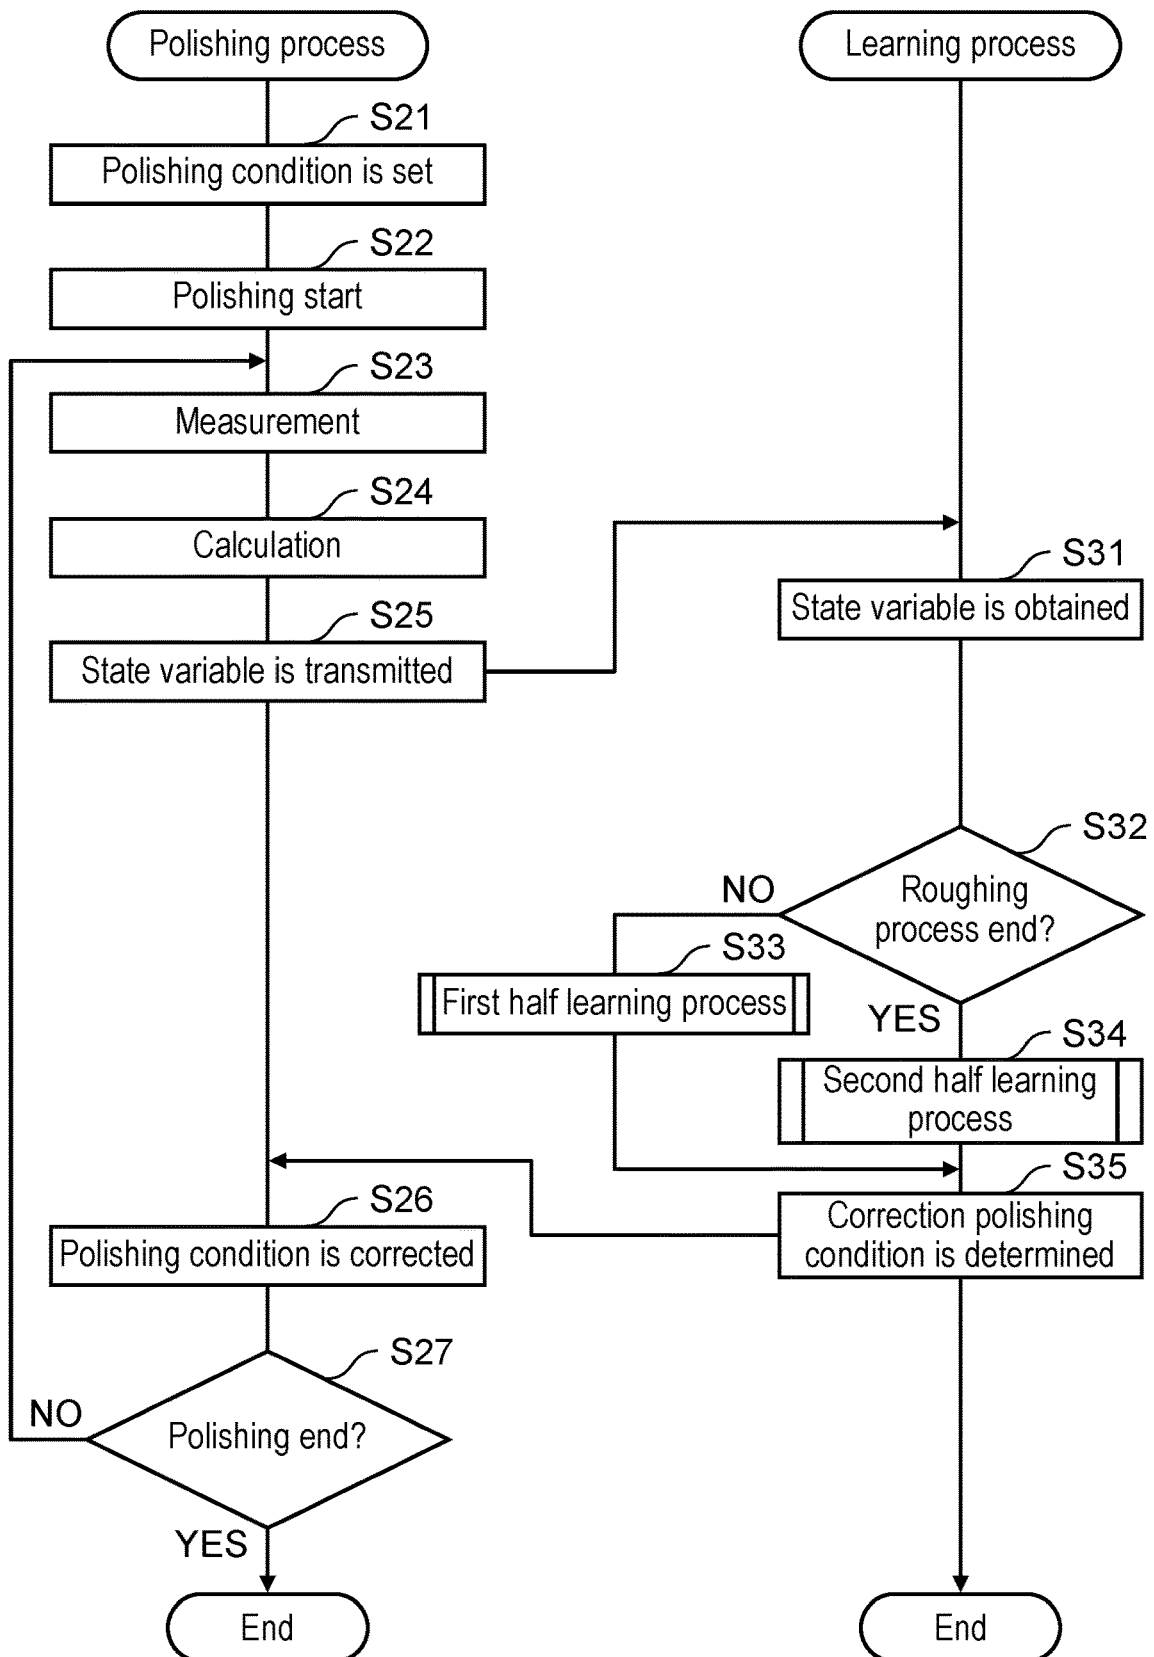 Polishing process
S21
Polishing condition is set
S22
Polishing start
S23
Measurement
S24
Calculation
S25
State variable is transmitted
S26
Polishing condition is corrected
S27
Polishing end?
NO
YES
End
Learning process
S31
State variable is obtained
S32
Roughing
process end?
NO
S33
First half learning process
YES
S34
Second half learning
process
S35
Correction polishing
condition is determined
End